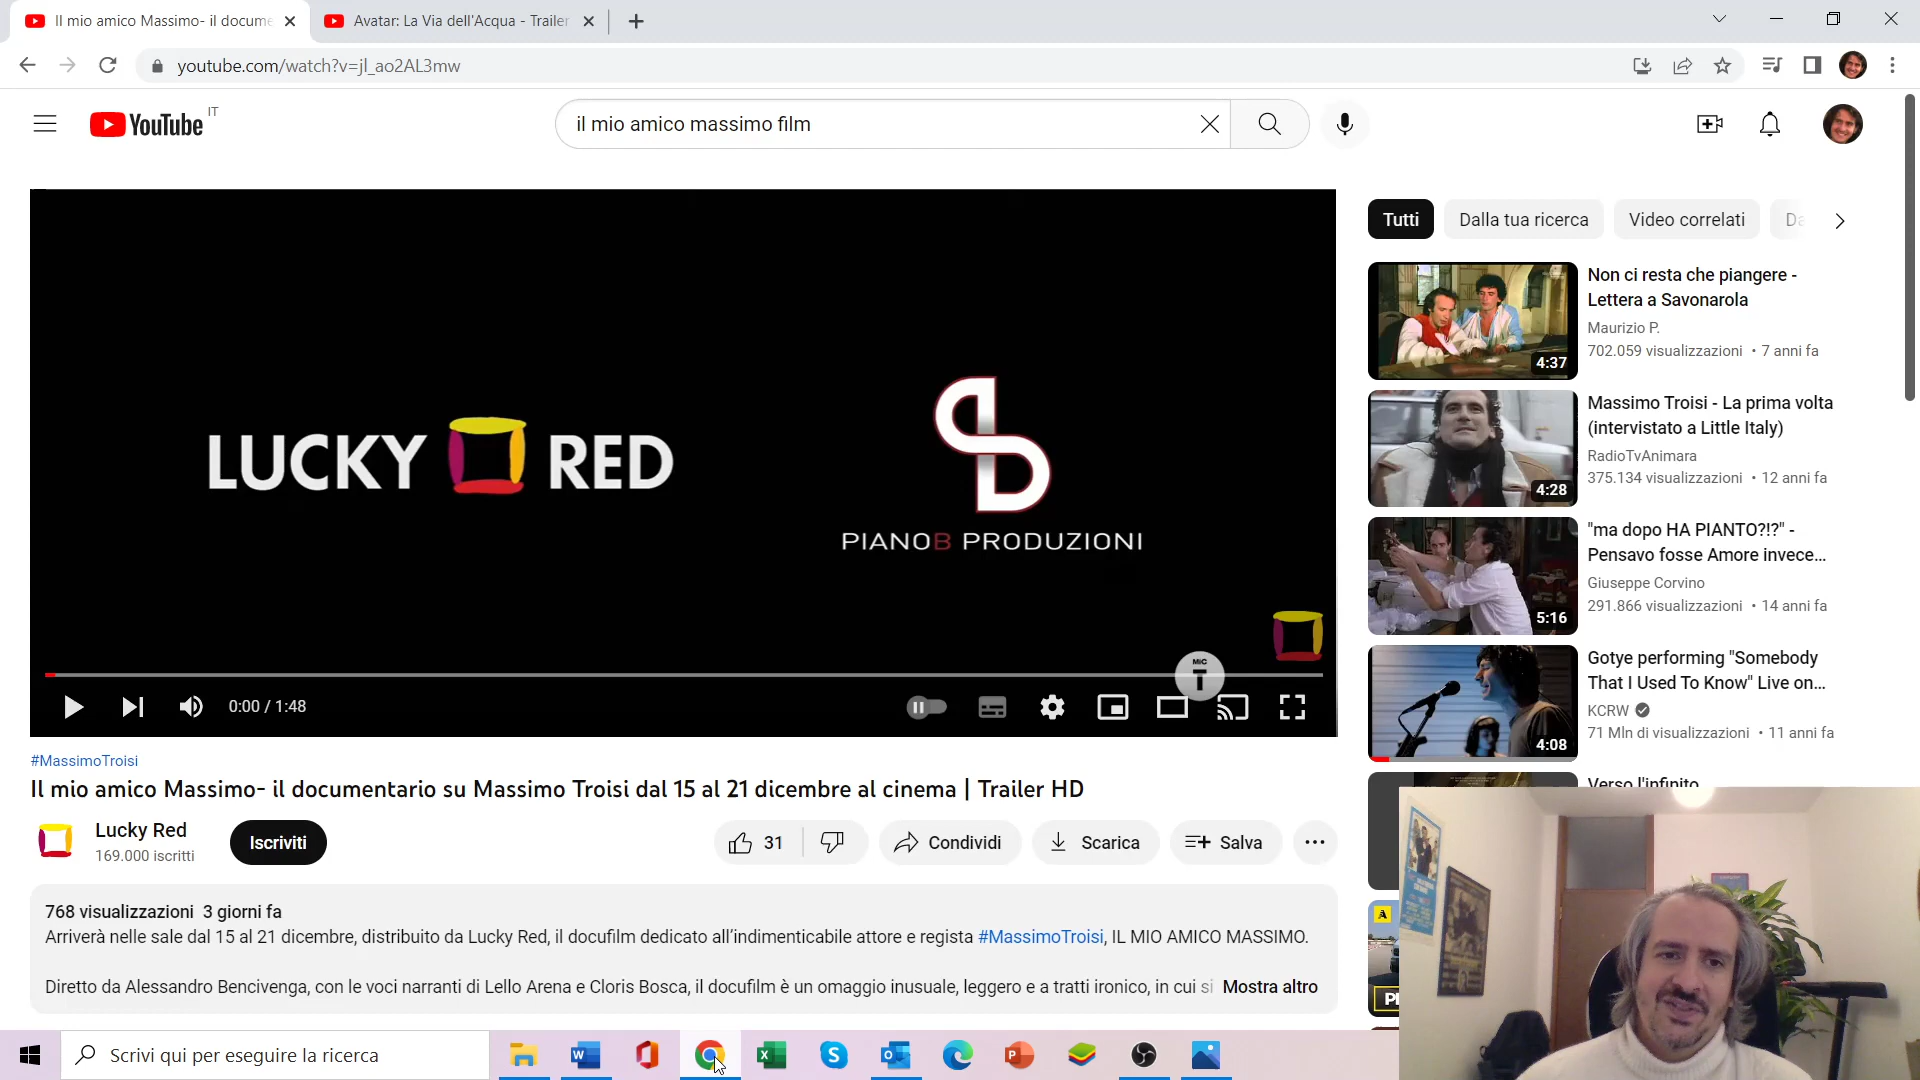 Il mio amico Massimo- il docume
Avatar: La Via dell'Acqua - Trailer
youtube.com/watch?v=jl_ao2AL3mw
YouTube IT
il mio amico massimo film
LUCKY RED
PIANOB PRODUZIONI
MiC
T
0:00 / 1:48
Tutti
Dalla tua ricerca
Video correlati
Da
Non ci resta che piangere -
Lettera a Savonarola
Maurizio P.
702.059 visualizzazioni • 7 anni fa
4:37
Massimo Troisi - La prima volta
(intervistato a Little Italy)
RadioTvAnimara
375.134 visualizzazioni • 12 anni fa
4:28
"ma dopo HA PIANTO?!?" -
Pensavo fosse Amore invece...
Giuseppe Corvino
291.866 visualizzazioni • 14 anni fa
5:16
Gotye performing "Somebody
That I Used To Know" Live on...
KCRW
71 Mln di visualizzazioni • 11 anni fa
4:08
Verso l'infinito
#MassimoTroisi
Il mio amico Massimo- il documentario su Massimo Troisi dal 15 al 21 dicembre al cinema | Trailer HD
Lucky Red
169.000 iscritti
Iscriviti
31
Condividi
Scarica
Salva
768 visualizzazioni 3 giorni fa
Arriverà nelle sale dal 15 al 21 dicembre, distribuito da Lucky Red, il docufilm dedicato all'indimenticabile attore e regista #MassimoTroisi, IL MIO AMICO MASSIMO.
Diretto da Alessandro Bencivenga, con le voci narranti di Lello Arena e Cloris Bosca, il docufilm è un omaggio inusuale, leggero e a tratti ironico, in cui si Mostra altro
Scrivi qui per eseguire la ricerca